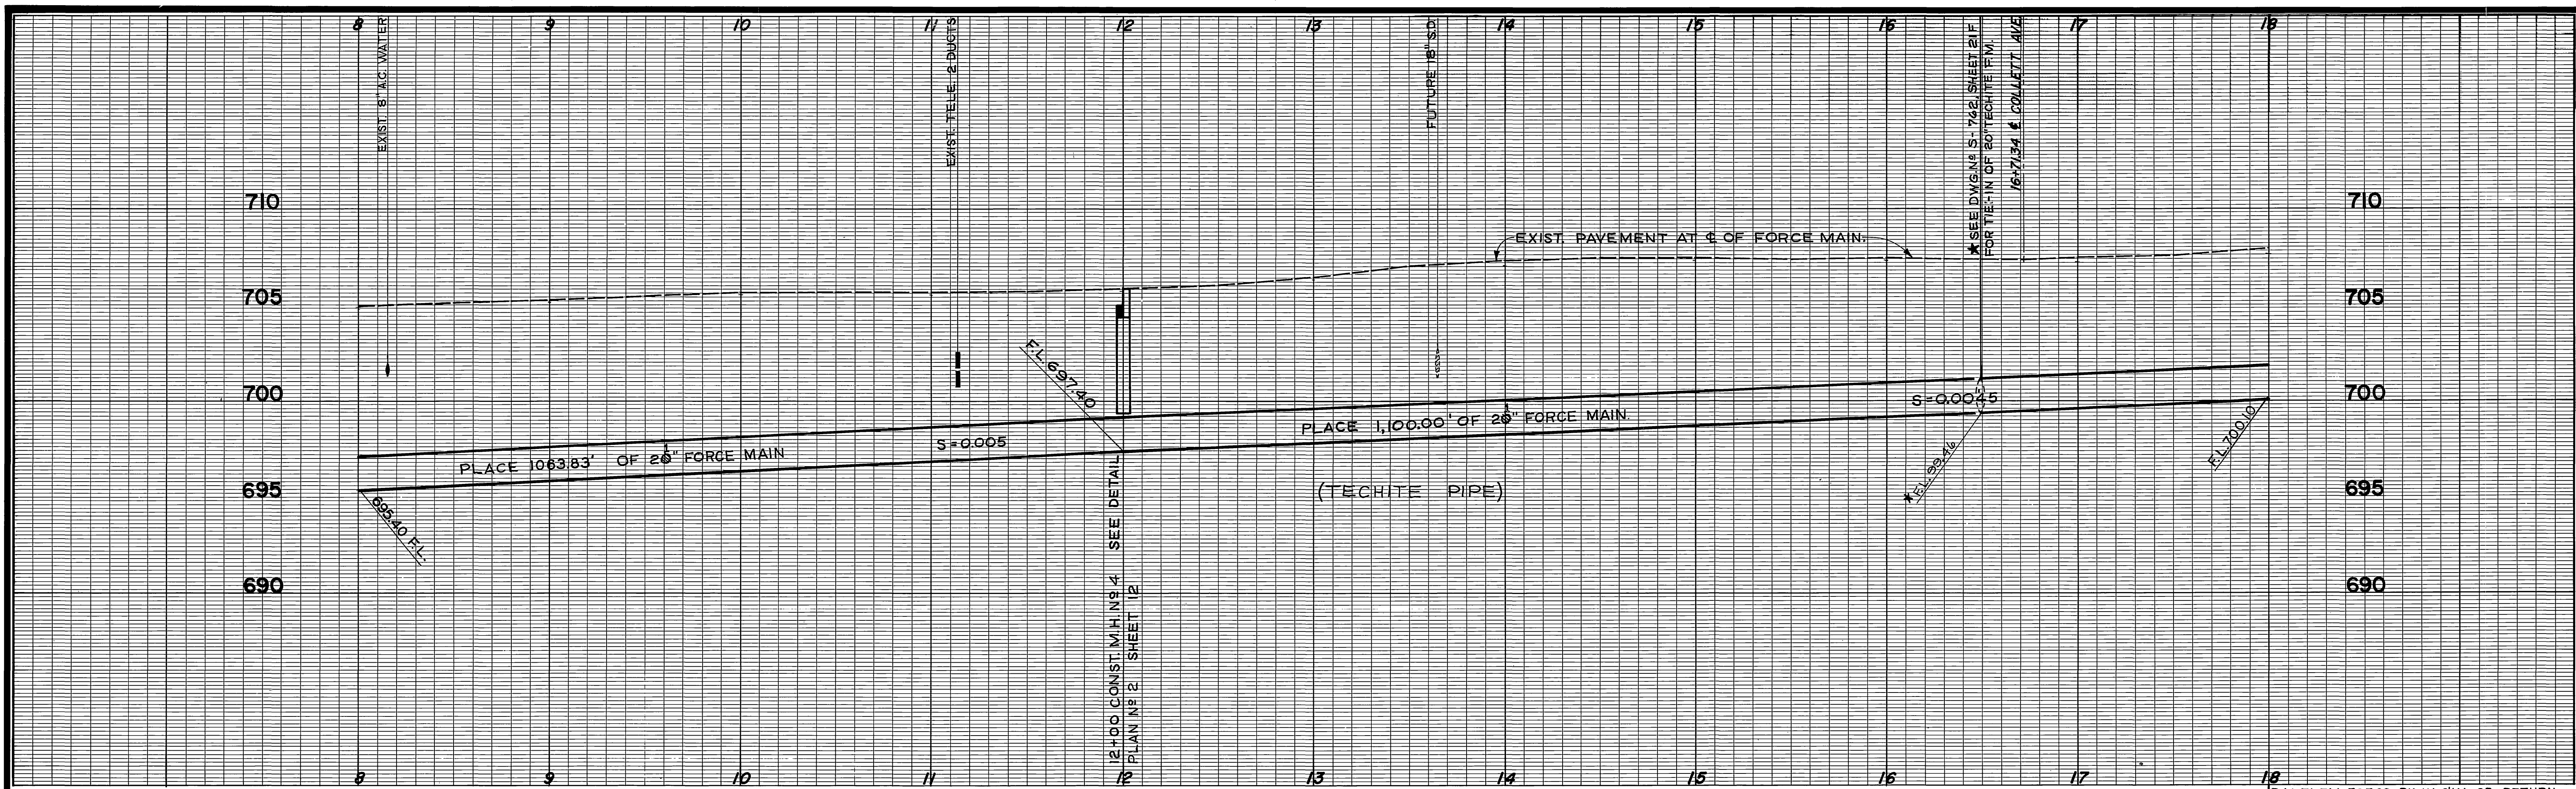 8 9 10 11 12 13 14 15 16 17 18
EXIST. 8" A.C. WATER
EXIST. TELE. 2 DUCTS
FUTURE 18" S.D.
★SEE DWG. Nº S-762, SHEET 21F
FOR TIE-IN OF 20" TECHITE F.M.
16+71.34 ℄ COLLETT AVE
710 710
EXIST. PAVEMENT AT ℄ OF FORCE MAIN.
705 705
F.L. 697.40
700 700
S=0.0045
PLACE 1,100.00' OF FORCE MAIN.
S=0.005
PLACE 1063.83' OF FORCE MAIN
★F.L. 99.46
F.L. 700.10
695 695
(TECHITE PIPE)
695.40 F.L.
690 690
12+00 CONST. M.H. Nº 4 SEE DETAIL
PLAN Nº 2 SHEET 12
8 9 10 11 12 13 14 15 16 17 18